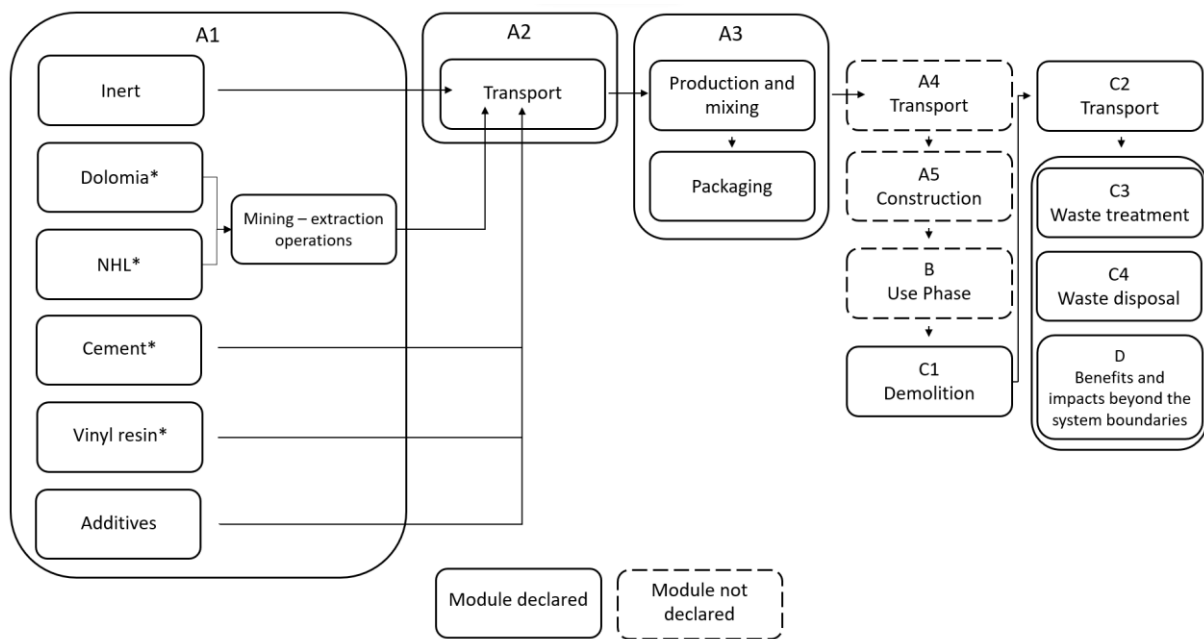 A1
Inert
Dolomia*
NHL*
Mining – extraction
operations
Cement*
Vinyl resin*
Additives
A2
Transport
A3
Production and
mixing
Packaging
A4
Transport
A5
Construction
B
Use Phase
C1
Demolition
C2
Transport
C3
Waste treatment
C4
Waste disposal
D
Benefits and
impacts beyond the
system boundaries
Module declared
Module not
declared